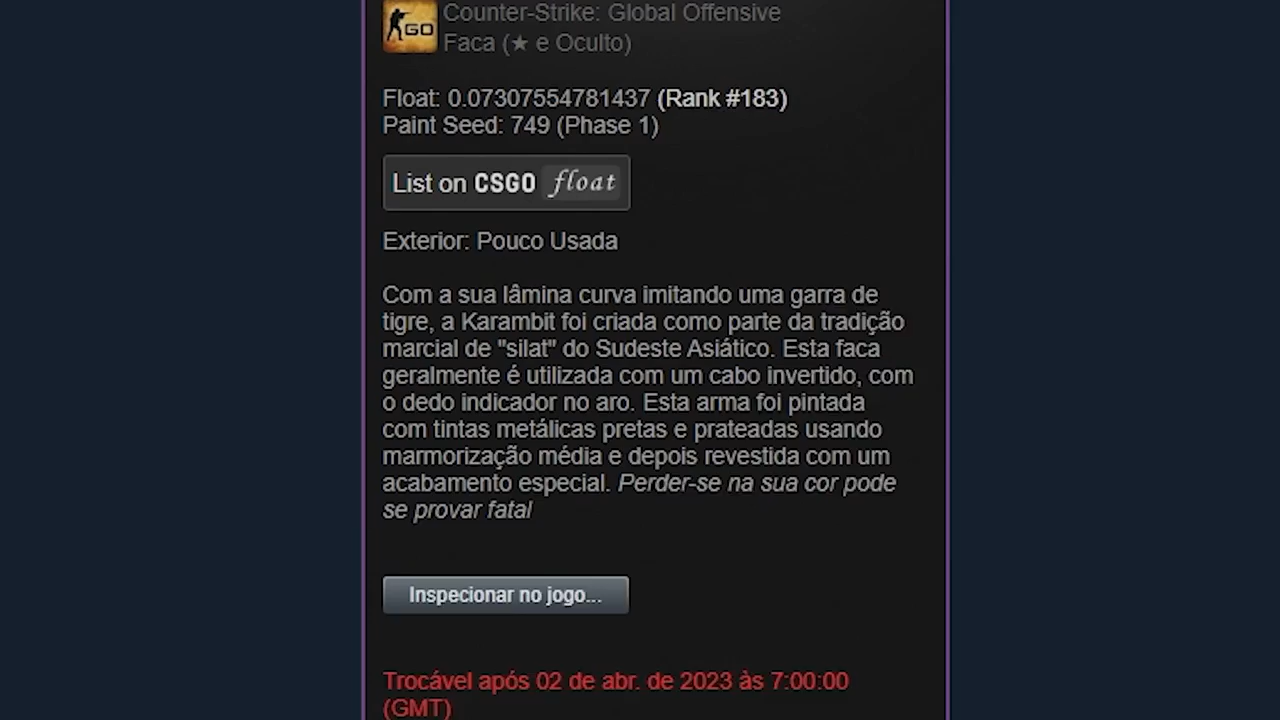 GO
Counter-Strike: Global Offensive
Faca (★ e Oculto)
Float: 0.07307554781437 (Rank #183)
Paint Seed: 749 (Phase 1)
List on CSGO float
Exterior: Pouco Usada
Com a sua lâmina curva imitando uma garra de
tigre, a Karambit foi criada como parte da tradição
marcial de "silat" do Sudeste Asiático. Esta faca
geralmente é utilizada com um cabo invertido, com
o dedo indicador no aro. Esta arma foi pintada
com tintas metálicas pretas e prateadas usando
marmorização média e depois revestida com um
acabamento especial. Perder-se na sua cor pode
se provar fatal
Inspecionar no jogo...
Trocável após 02 de abr. de 2023 às 7:00:00
(GMT)